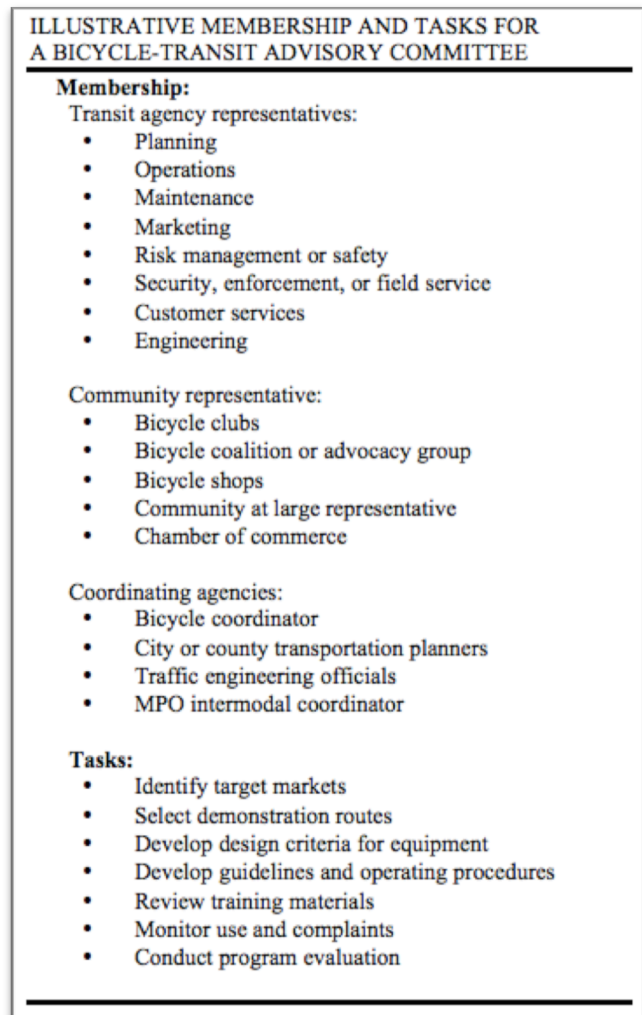 ILLUSTRATIVE MEMBERSHIP AND TASKS FOR
A BICYCLE-TRANSIT ADVISORY COMMITTEE
Membership:
Transit agency representatives:
• Planning
• Operations
• Maintenance
• Marketing
• Risk management or safety
• Security, enforcement, or field service
• Customer services
• Engineering
Community representative:
• Bicycle clubs
• Bicycle coalition or advocacy group
• Bicycle shops
• Community at large representative
• Chamber of commerce
Coordinating agencies:
• Bicycle coordinator
• City or county transportation planners
• Traffic engineering officials
• MPO intermodal coordinator
Tasks:
• Identify target markets
• Select demonstration routes
• Develop design criteria for equipment
• Develop guidelines and operating procedures
• Review training materials
• Monitor use and complaints
• Conduct program evaluation